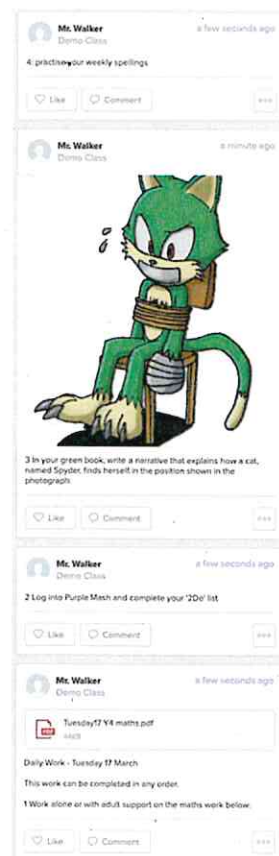 Mr. Walker
a few seconds ago
Demo Class
4: practise your weekly spellings
Like
Comment
Mr. Walker
a minute ago
Demo Class
3 In your green book, write a narrative that explains how a cat,
named Spyder, finds herself in the position shown in the
photograph
Like
Comment
Mr. Walker
a few seconds ago
Demo Class
2 Log into Purple Mash and complete your '2Do' list
Like
Comment
Mr. Walker
a few seconds ago
Demo Class
PDF
Tuesday17 Y4 maths.pdf
Daily Work - Tuesday 17 March
This work can be completed in any order.
1 Work alone or with adult support on the maths work below.
Like
Comment